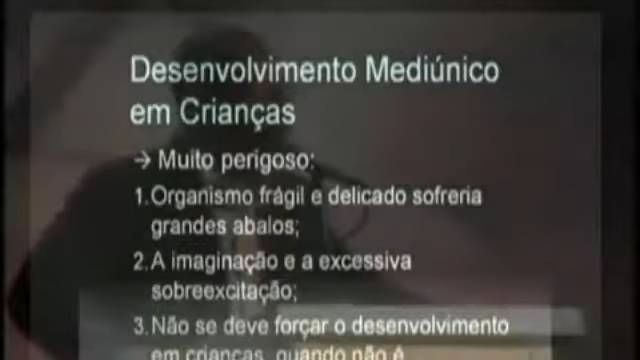 Desenvolvimento Mediúnico
em Crianças
→ Muito perigoso:
1. Organismo frágil e delicado sofreria
grandes abalos;
2. A imaginação e a excessiva
sobreexcitação;
3. Não se deve forçar o desenvolvimento
em crianças, quando não é